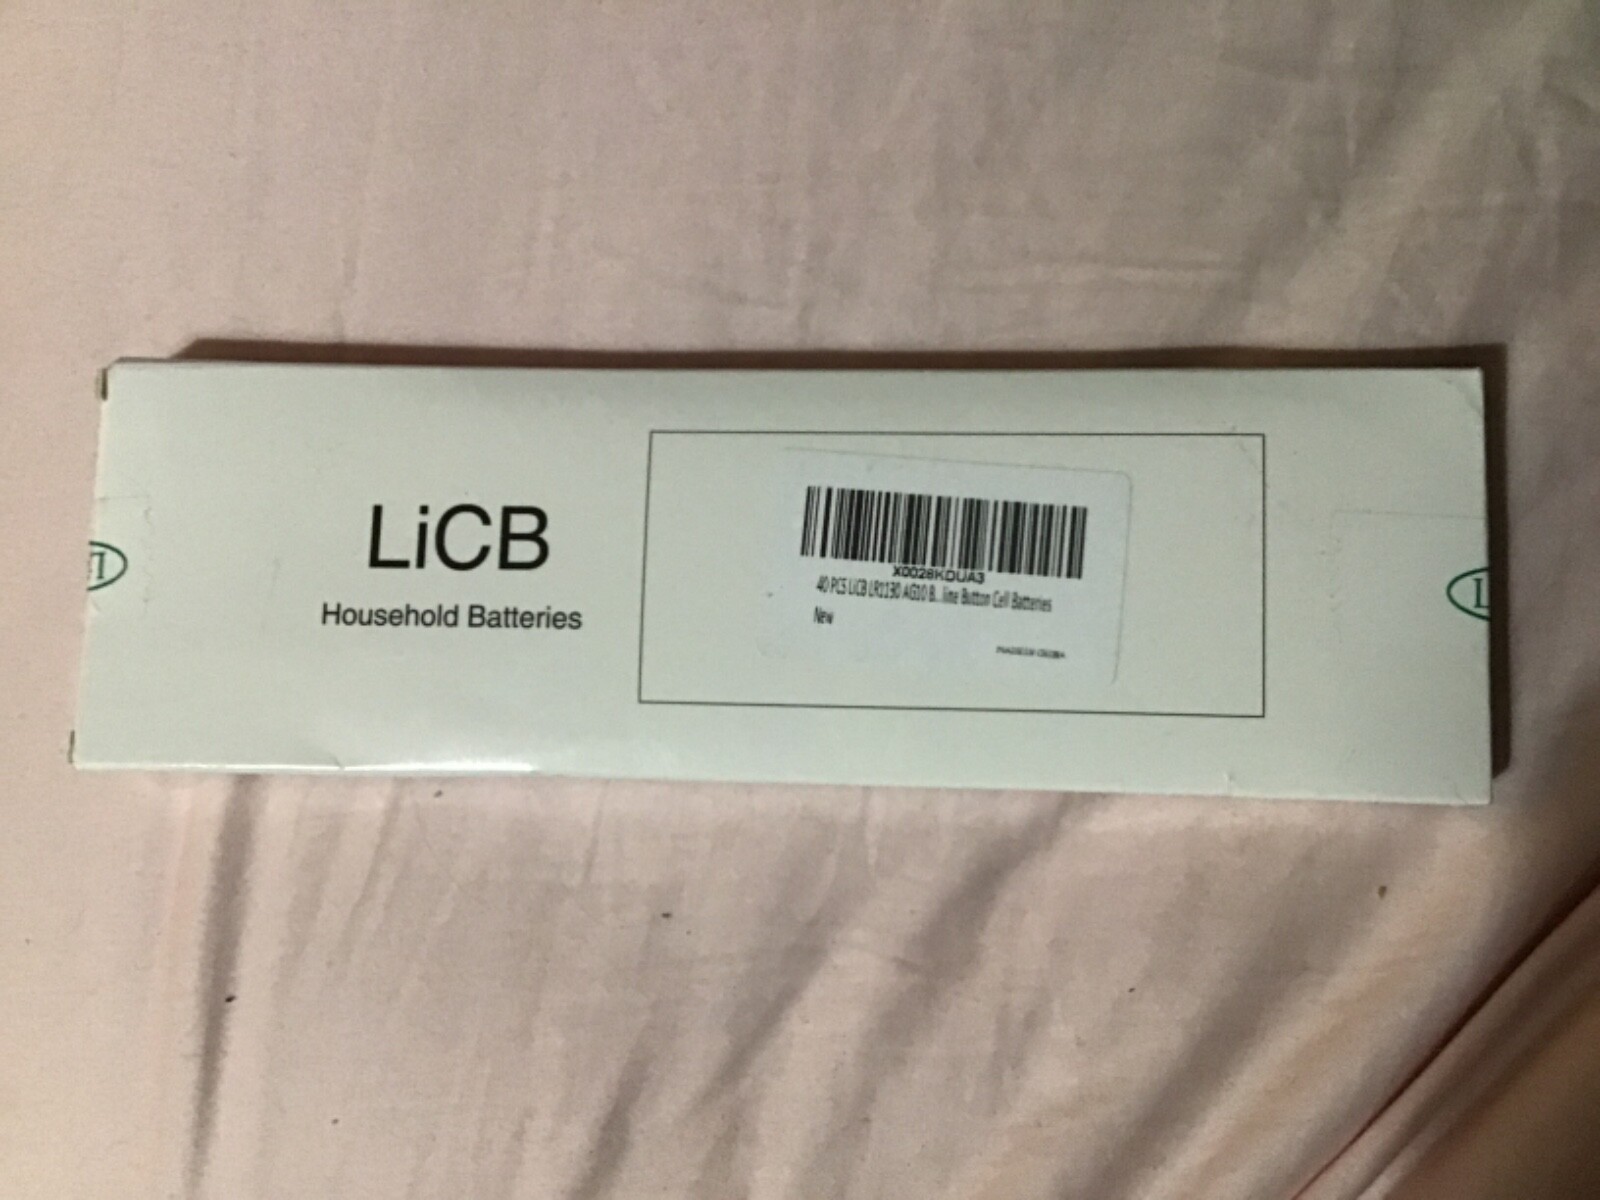 LiCB
Household Batteries
X0028KDUA3
40 PCS LiCB LR1130 AG10 B... line Button Cell Batteries
New